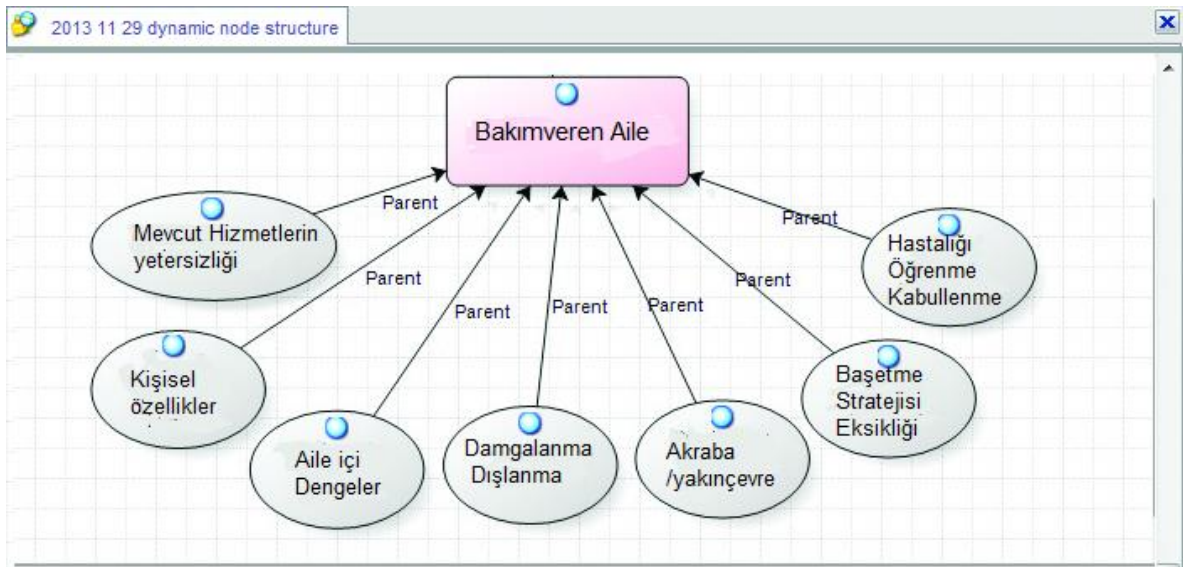 2013 11 29 dynamic node structure
Bakımveren Aile
Parent
Mevcut Hizmetlerin
yetersizliği
Parent
Hastalığı
Öğrenme
Kabullenme
Parent
Parent
Parent
Parent
Parent
Kişisel
özellikler
Başetme
Stratejisi
Eksikliği
Aile içi
Dengeler
Damgalanma
Dışlanma
Akraba
/yakınçevre